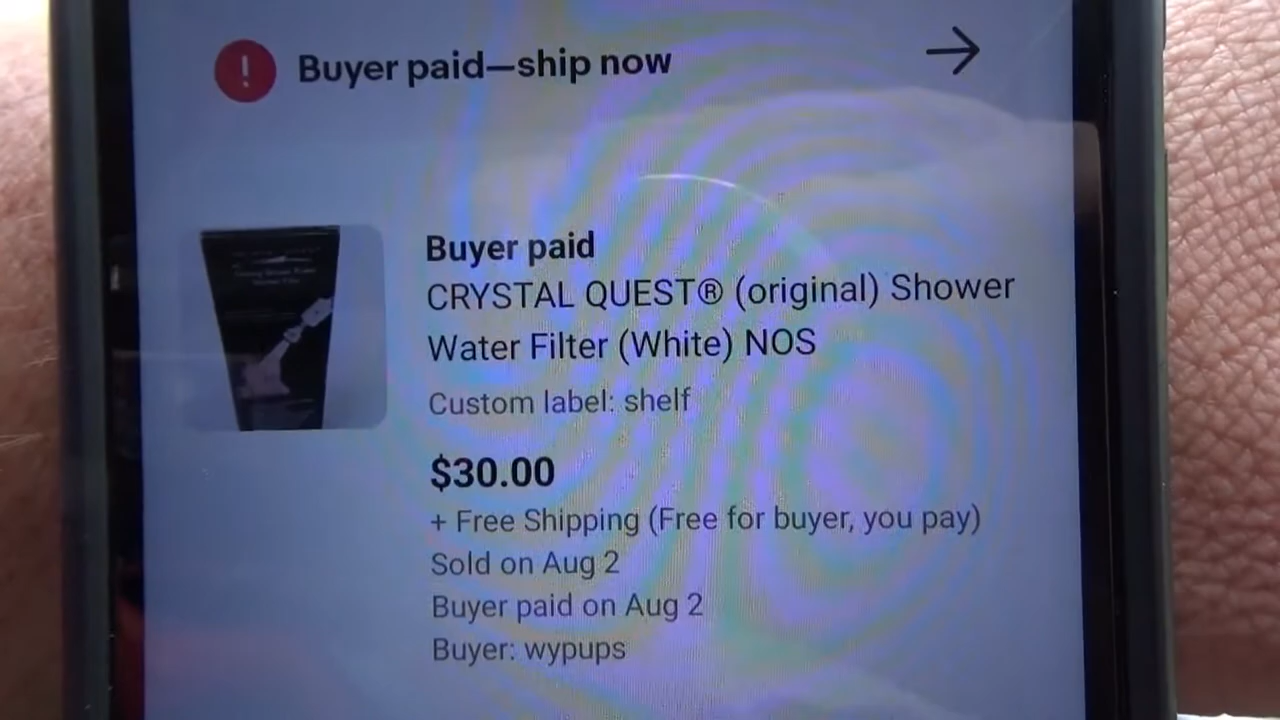 Buyer paid—ship now
Buyer paid
CRYSTAL QUEST® (original) Shower
Water Filter (White) NOS
Custom label: shelf
$30.00
+ Free Shipping (Free for buyer, you pay)
Sold on Aug 2
Buyer paid on Aug 2
Buyer: wypups